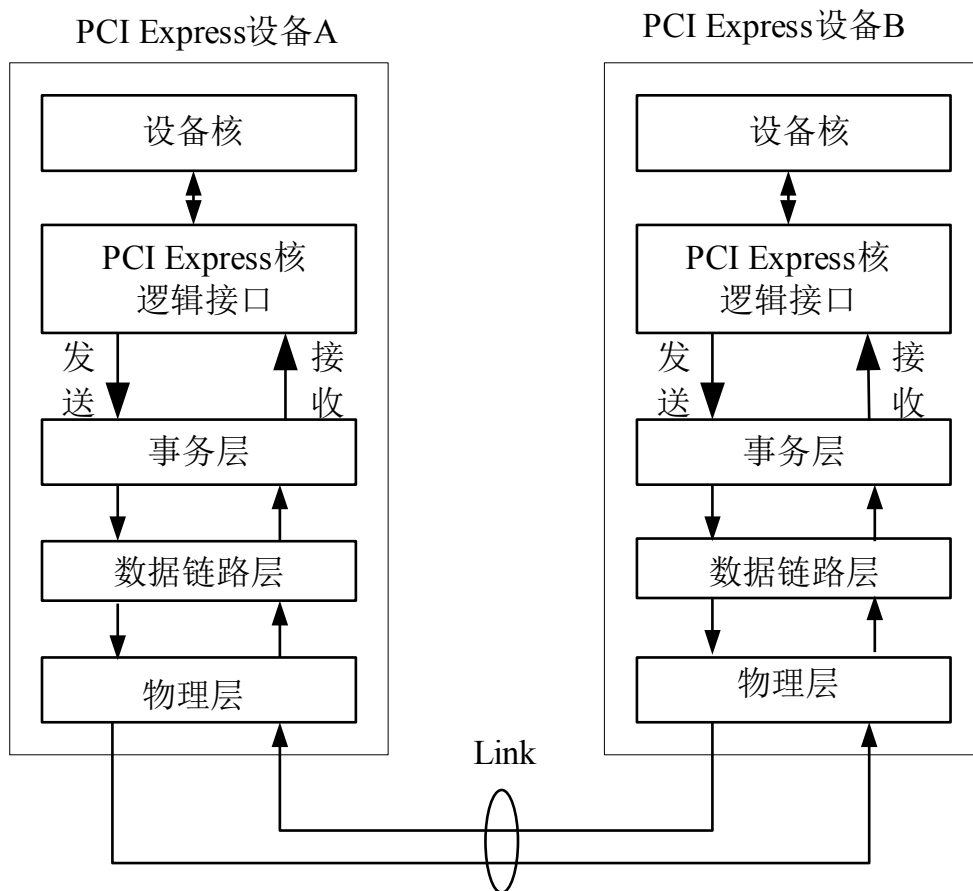 PCI Express设备A
设备核
PCI Express核
逻辑接口
发送
接收
事务层
数据链路层
物理层
PCI Express设备B
设备核
PCI Express核
逻辑接口
发送
接收
事务层
数据链路层
物理层
Link